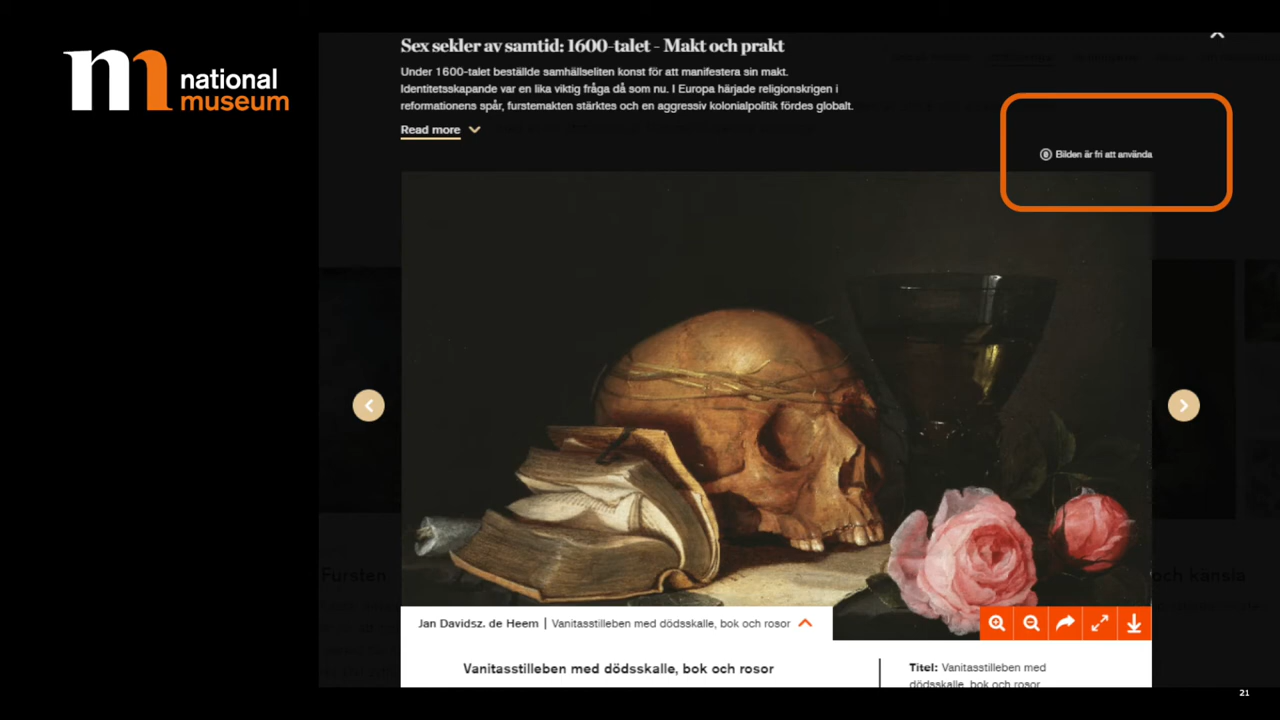 national
museum
Sex sekler av samtid: 1600-talet - Makt och prakt
Under 1600-talet beställde samhällseliten konst för att manifestera sin makt.
Identitetsskapande var en lika viktig fråga då som nu. I Europa härjade religionskrigen i
reformationens spår, furstemakten stärktes och en aggressiv kolonialpolitik fördes globalt.
Read more
Bilden är fri att använda
Fursten
och kansla
Jan Davidsz. de Heem | Vanitasstilleben med dödsskalle, bok och rosor
Vanitasstilleben med dödsskalle, bok och rosor
Titel: Vanitasstilleben med
dödsskalle, bok och rosor
21